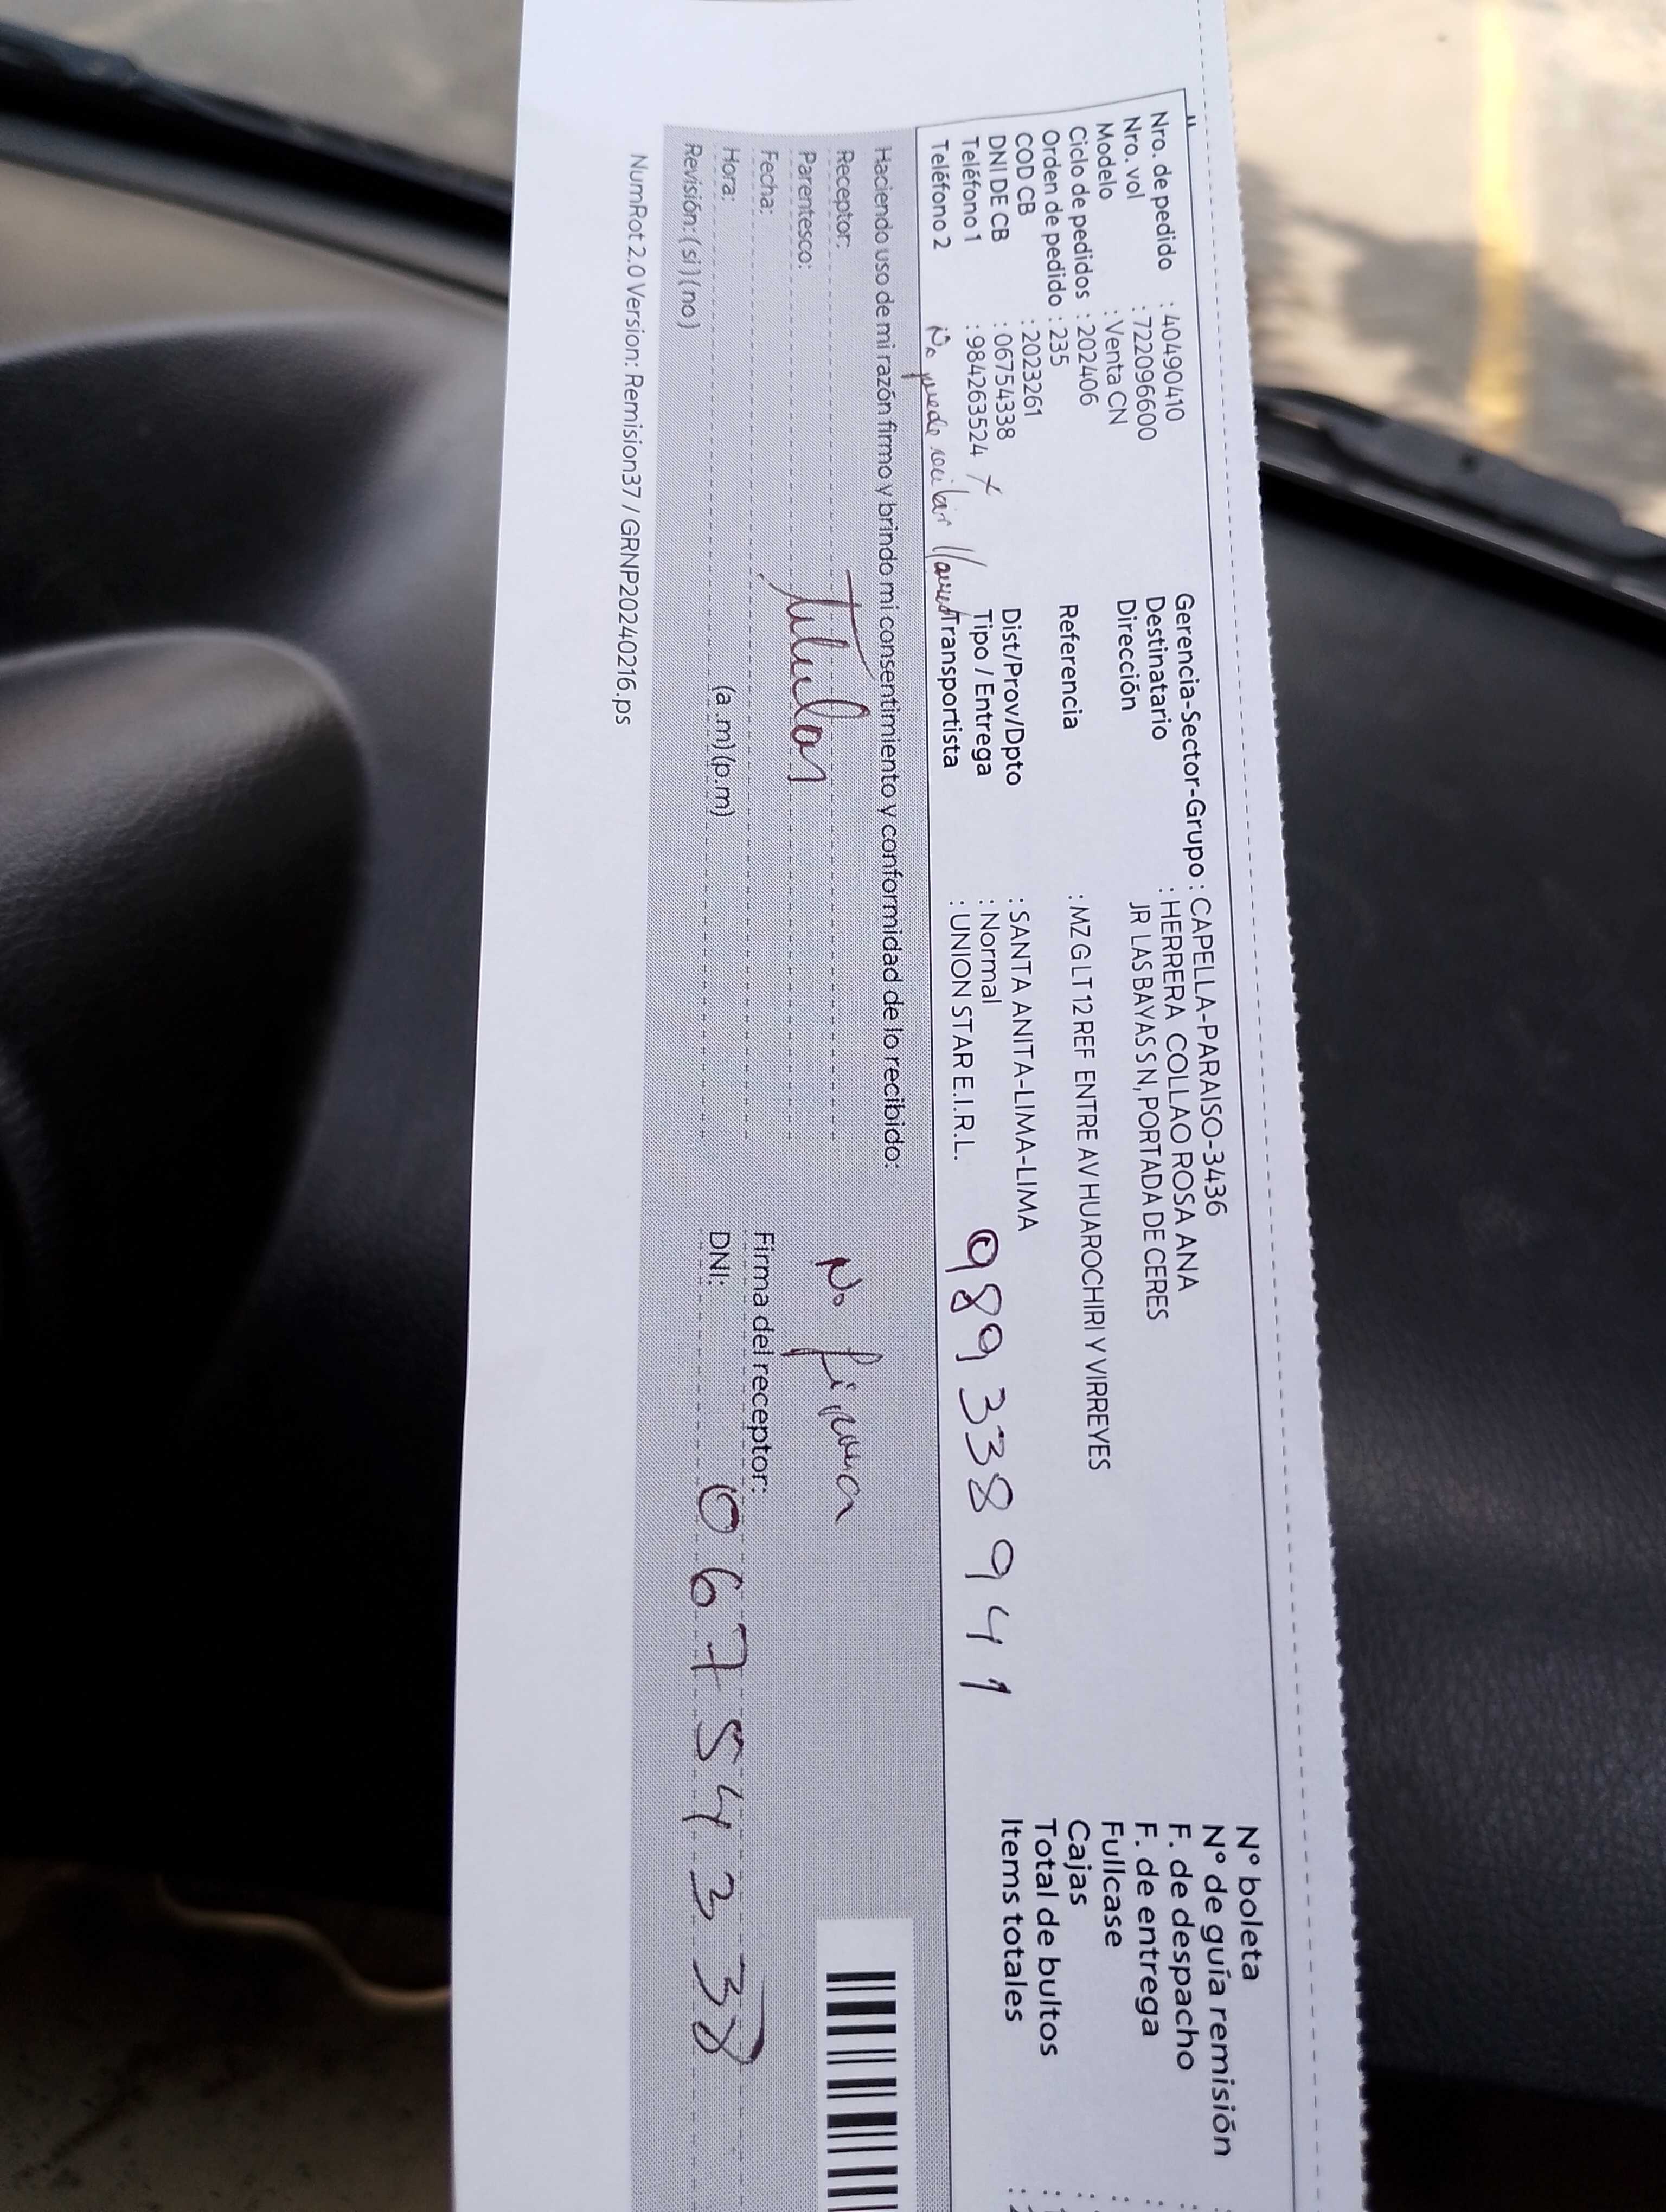 Nro. de pedido : 40490410
Nro. vol : 722096600
Modelo : Venta CN
Ciclo de pedidos : 202406
Orden de pedido : 235
COD CB : 2023261
DNI DE CB : 06754338
Teléfono 1 : 984263524 x
Teléfono 2 No puede recibir
Gerencia-Sector-Grupo : CAPELLA-PARAISO-3436
Destinatario : HERRERA COLLAO ROSA ANA
Dirección JR LAS BAYAS S N, PORTADA DE CERES
Referencia : MZ G LT 12 REF ENTRE AV HUAROCHIRI Y VIRREYES
Dist/Prov/Dpto : SANTA ANITA-LIMA-LIMA
Tipo / Entrega : Normal
Transportista : UNION STAR E.I.R.L.
989338941
N° boleta
N° de guía remisión
F. de despacho
F. de entrega
Fullcase
Cajas
Total de bultos
Items totales
Haciendo uso de mi razón firmo y brindo mi consentimiento y conformidad de lo recibido:
Receptor:
Parentesco: Titular
Fecha:
Hora: (a .m) (p.m)
Revisión: (si) (no)
No firma
Firma del receptor:
DNI: 06754338
NumRot 2.0 Version: Remision37 / GRNP20240216.ps